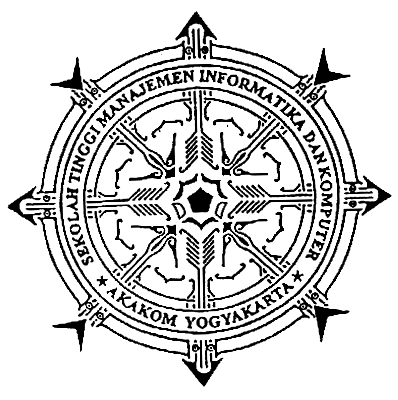 SEKOLAH TINGGI MANAJEMEN INFORMATIKA DAN KOMPUTER
AKAKOM YOGYAKARTA